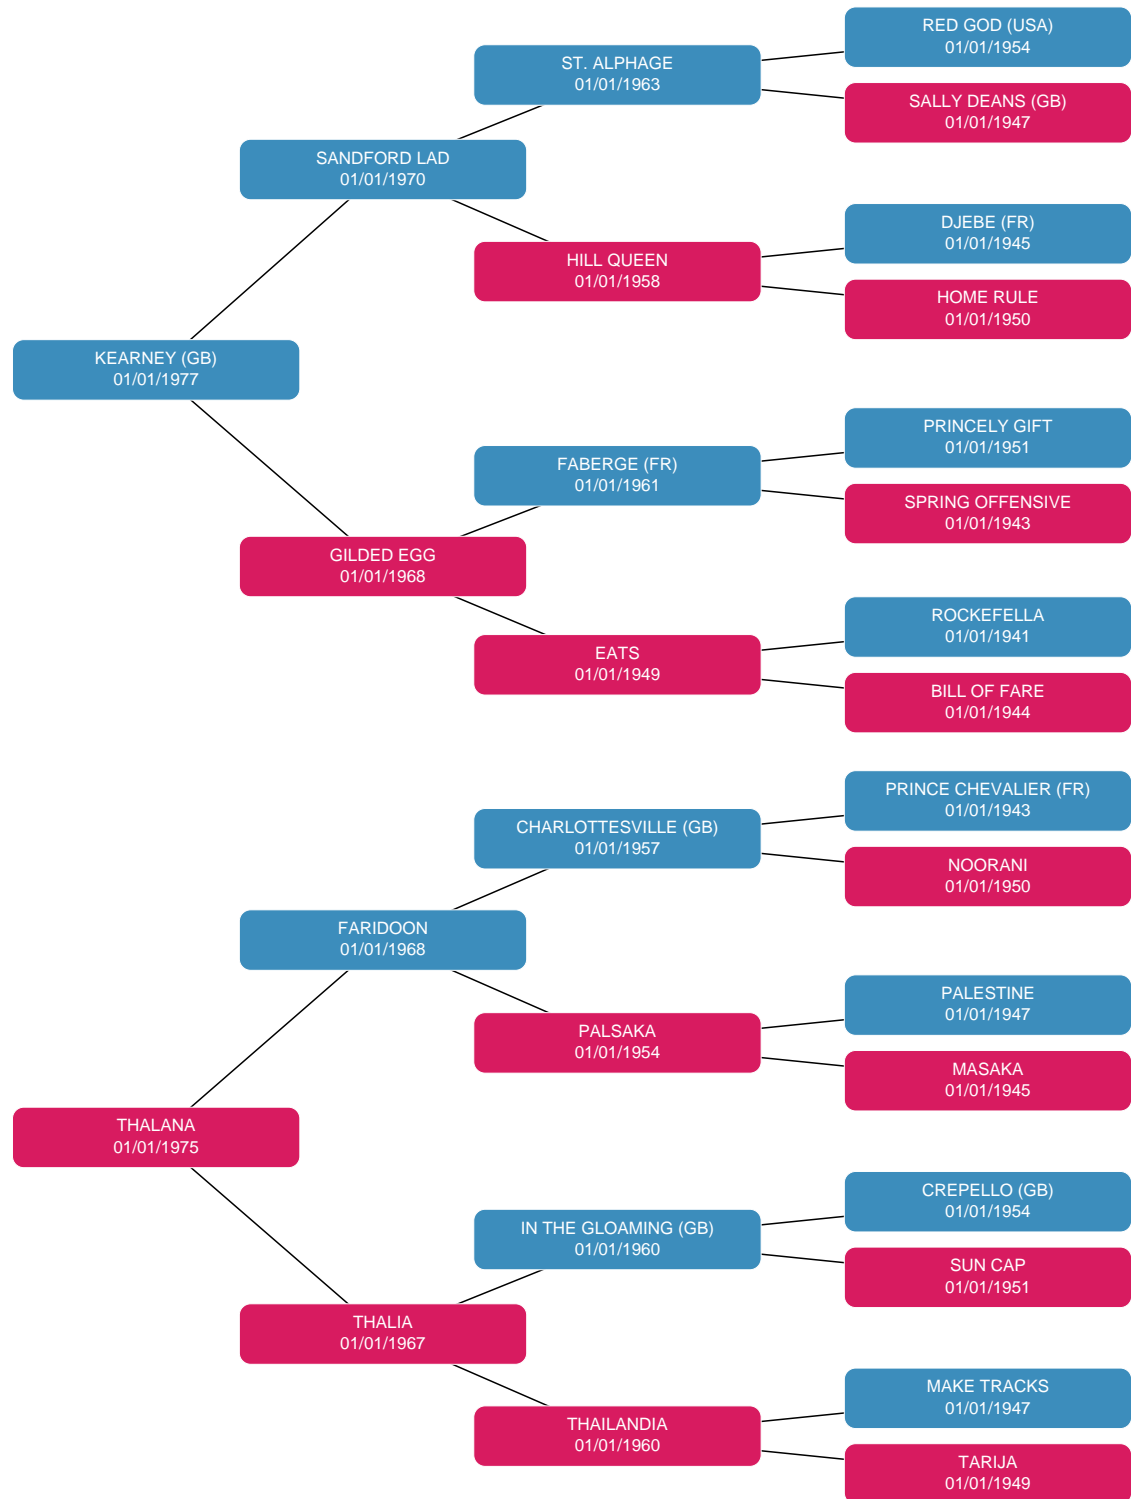 RED GOD (USA)
01/01/1954
ST. ALPHAGE
01/01/1963
SALLY DEANS (GB)
01/01/1947
SANDFORD LAD
01/01/1970
DJEBE (FR)
01/01/1945
HILL QUEEN
01/01/1958
HOME RULE
01/01/1950
KEARNEY (GB)
01/01/1977
PRINCELY GIFT
01/01/1951
FABERGE (FR)
01/01/1961
SPRING OFFENSIVE
01/01/1943
GILDED EGG
01/01/1968
ROCKEFELLA
01/01/1941
EATS
01/01/1949
BILL OF FARE
01/01/1944
PRINCE CHEVALIER (FR)
01/01/1943
CHARLOTTESVILLE (GB)
01/01/1957
NOORANI
01/01/1950
FARIDOON
01/01/1968
PALESTINE
01/01/1947
PALSAKA
01/01/1954
MASAKA
01/01/1945
THALANA
01/01/1975
CREPELLO (GB)
01/01/1954
IN THE GLOAMING (GB)
01/01/1960
SUN CAP
01/01/1951
THALIA
01/01/1967
MAKE TRACKS
01/01/1947
THAILANDIA
01/01/1960
TARIJA
01/01/1949